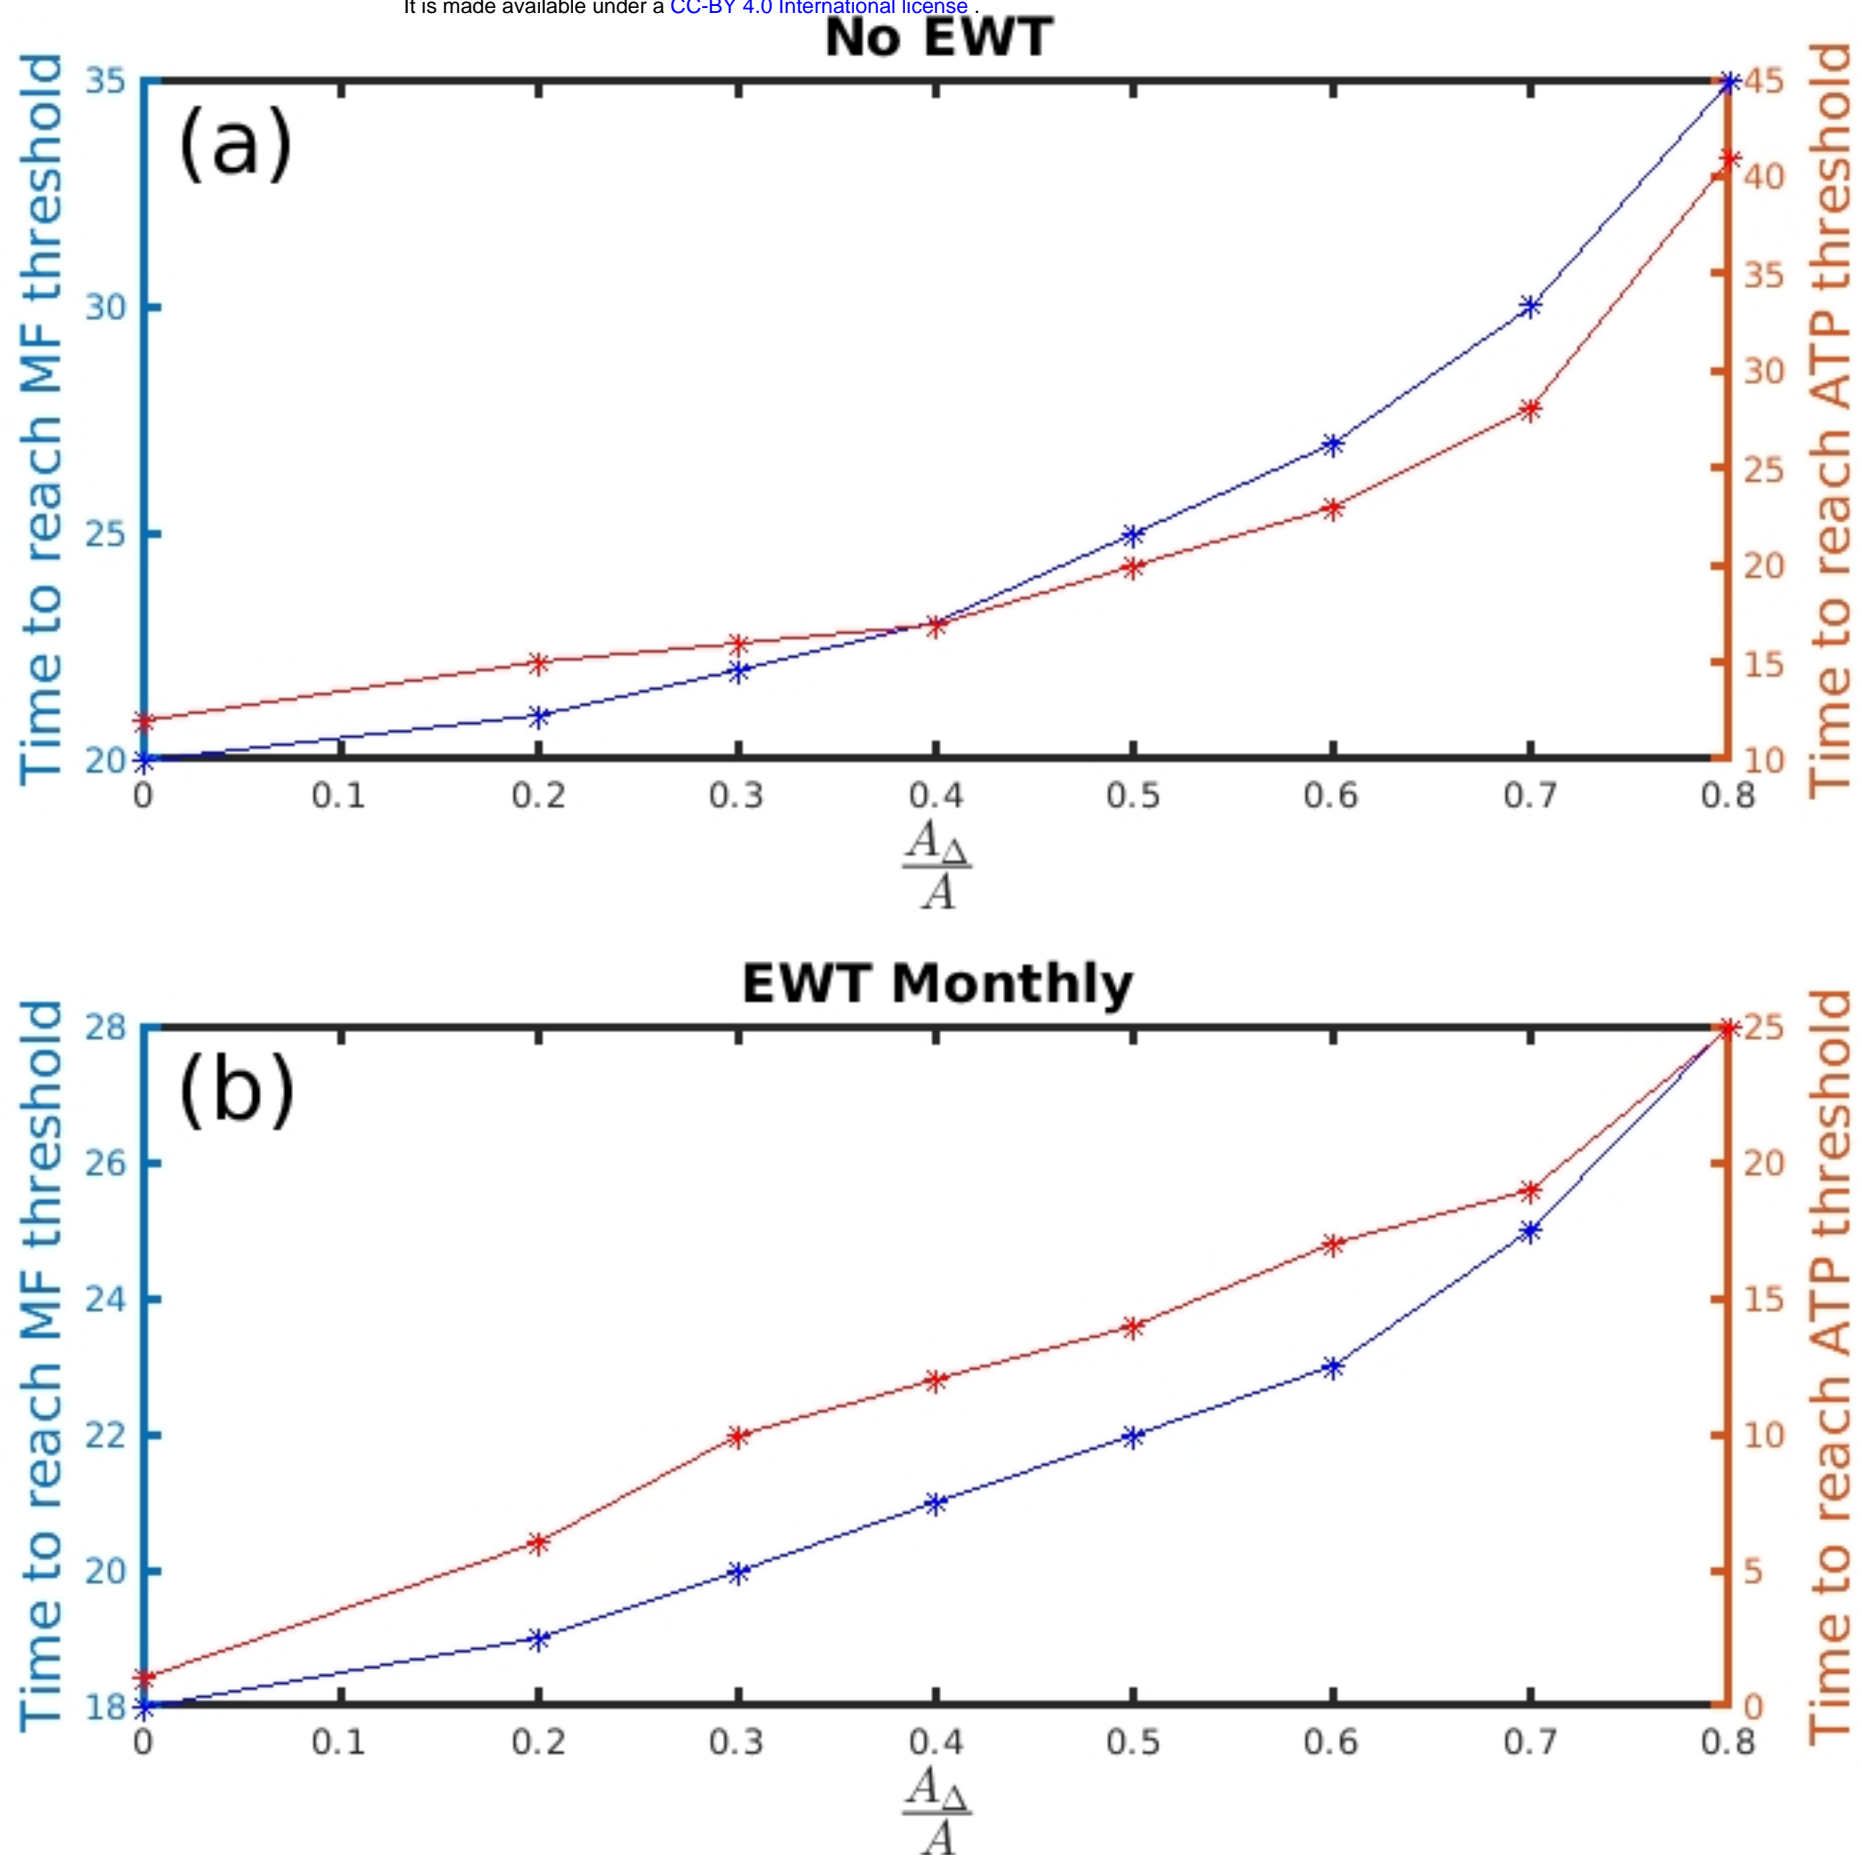 It is made available under a CC-BY 4.0 International license .
No EWT
(a)
Time to reach MF threshold
35
30
25
20
Time to reach ATP threshold
45
40
35
30
25
20
15
10
0 0.1 0.2 0.3 0.4 0.5 0.6 0.7 0.8
A_Δ
A
EWT Monthly
(b)
Time to reach MF threshold
28
26
24
22
20
18
Time to reach ATP threshold
25
20
15
10
5
0
0 0.1 0.2 0.3 0.4 0.5 0.6 0.7 0.8
A_Δ
A